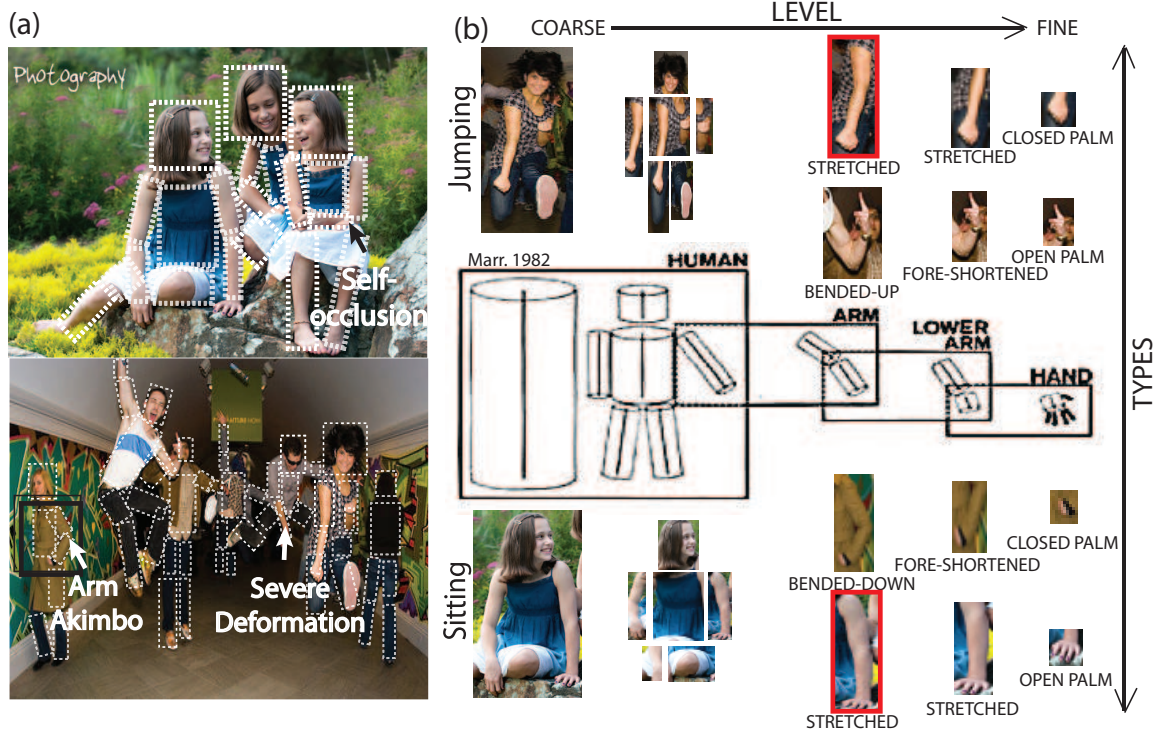 (a)
Photography
Self-
occlusion
Arm
Akimbo
Severe
Deformation
(b)
LEVEL
COARSE
FINE
Jumping
STRETCHED
STRETCHED
CLOSED PALM
BENDED-UP
FORE-SHORTENED
OPEN PALM
TYPES
Marr. 1982
HUMAN
ARM
LOWER
ARM
HAND
Sitting
BENDED-DOWN
FORE-SHORTENED
CLOSED PALM
STRETCHED
STRETCHED
OPEN PALM